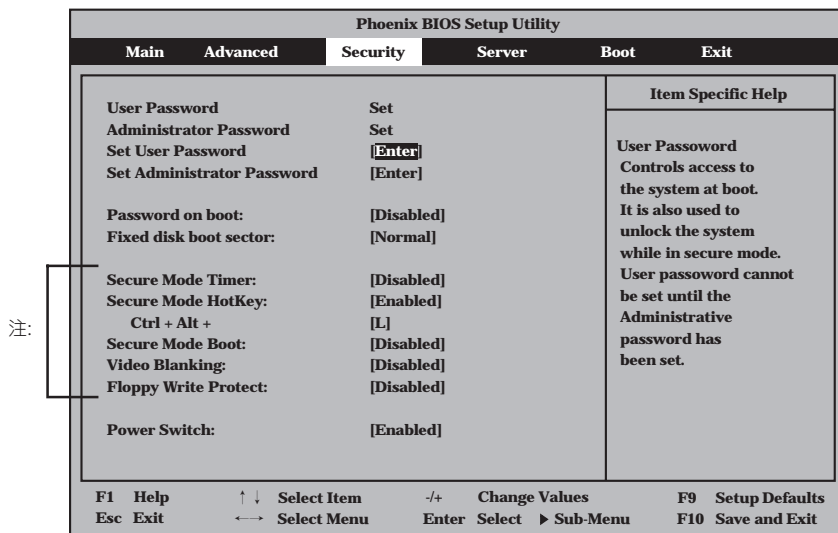 Phoenix BIOS Setup Utility
Main Advanced Security Server Boot Exit
User Password Set
Administrator Password Set
Set User Password [Enter]
Set Administrator Password [Enter]
Password on boot: [Disabled]
Fixed disk boot sector: [Normal]
注:
Secure Mode Timer: [Disabled]
Secure Mode HotKey: [Enabled]
Ctrl + Alt + [L]
Secure Mode Boot: [Disabled]
Video Blanking: [Disabled]
Floppy Write Protect: [Disabled]
Power Switch: [Enabled]
Item Specific Help
User Passoword
Controls access to
the system at boot.
It is also used to
unlock the system
while in secure mode.
User passoword cannot
be set until the
Administrative
password has
been set.
F1 Help ↑ ↓ Select Item -/+ Change Values F9 Setup Defaults
Esc Exit ←→ Select Menu Enter Select ▶ Sub-Menu F10 Save and Exit